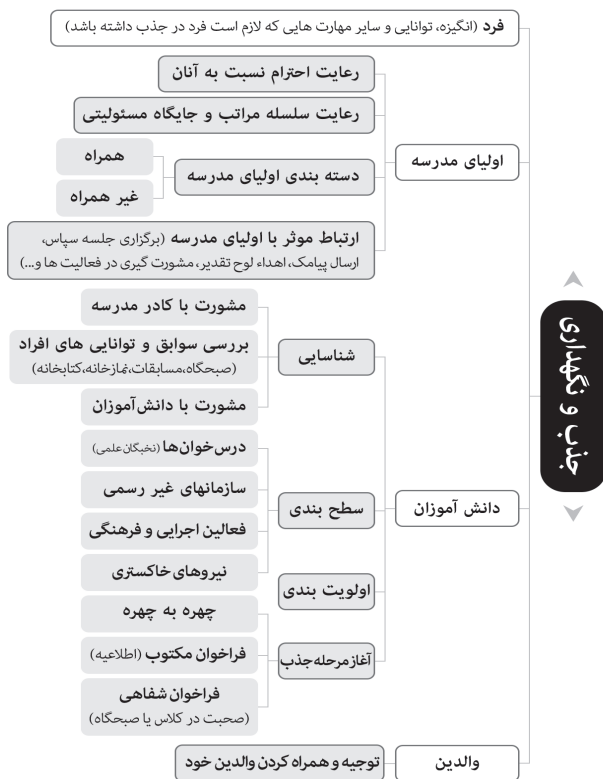 جذب و نگهداری
فرد (انگیزه، توانایی و سایر مهارت هایی که لازم است فرد در جذب داشته باشد)
اولیای مدرسه
رعایت احترام نسبت به آنان
رعایت سلسله مراتب و جایگاه مسئولیتی
دسته بندی اولیای مدرسه
همراه
غیر همراه
ارتباط موثر با اولیای مدرسه (برگزاری جلسه سپاس،
ارسال پیامک، اهداء لوح تقدیر، مشورت گیری در فعالیت ها و...)
دانش آموزان
شناسایی
مشورت با کادر مدرسه
بررسی سوابق و توانایی های افراد
(صبحگاه،مسابقات،نمازخانه،کتابخانه)
مشورت با دانش‌آموزان
سطح بندی
درس‌خوان‌ها (نخبگان علمی)
سازمانهای غیر رسمی
فعالین اجرایی و فرهنگی
نیروهای خاکستری
اولویت بندی
آغاز مرحله جذب
چهره به چهره
فراخوان مکتوب (اطلاعیه)
فراخوان شفاهی
(صحبت در کلاس یا صبحگاه)
والدین
توجیه و همراه کردن والدین خود